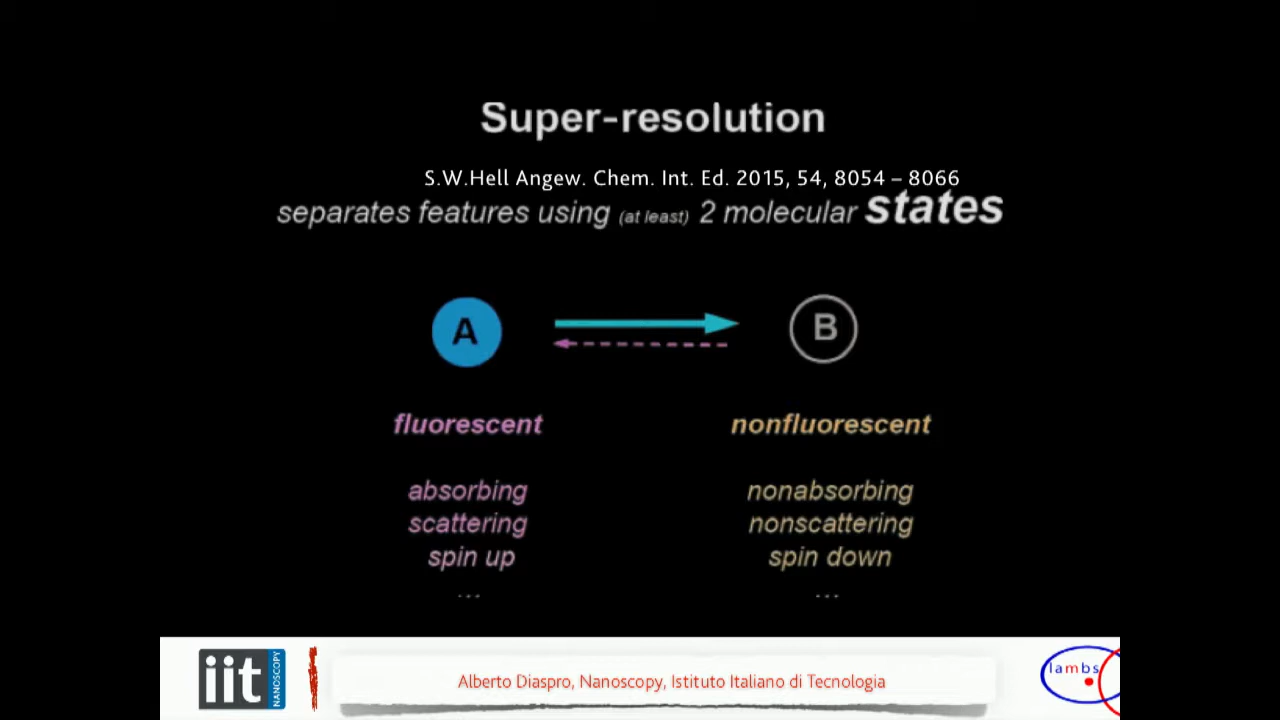 Super-resolution
S.W.Hell Angew. Chem. Int. Ed. 2015, 54, 8054 – 8066
separates features using (at least) 2 molecular states
A B
fluorescent nonfluorescent
absorbing nonabsorbing
scattering nonscattering
spin up spin down
... ...
iit NANOSCOPY
Alberto Diaspro, Nanoscopy, Istituto Italiano di Tecnologia
lambs